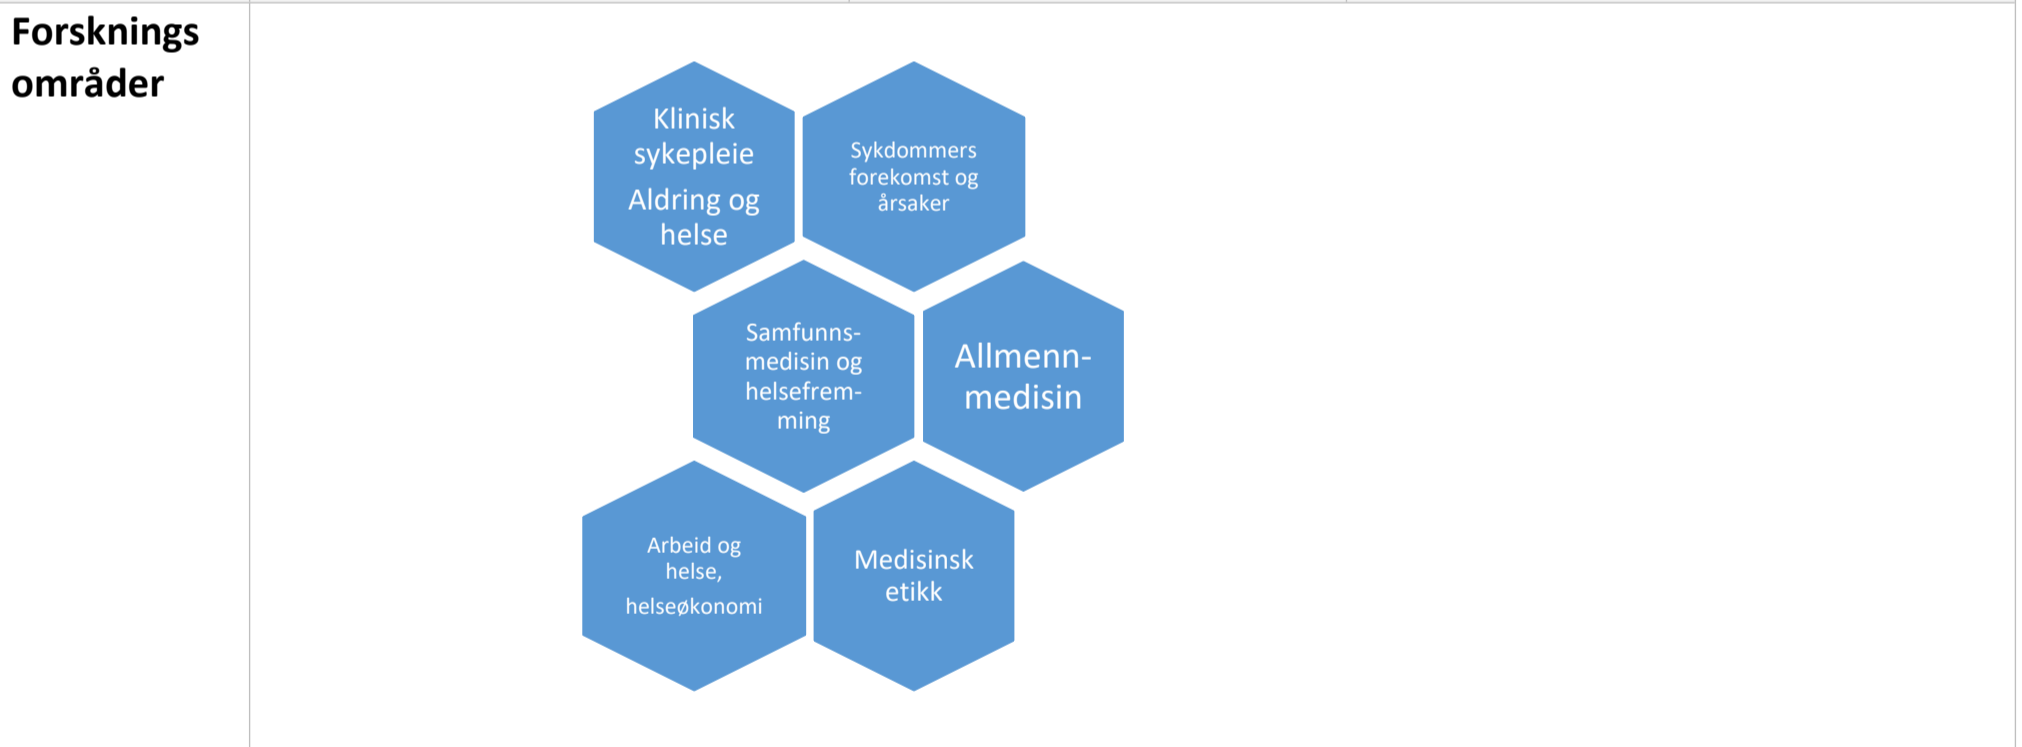 Forsknings
områder
Klinisk
sykepleie
Aldring og
helse
Sykdommers
forekomst og
årsaker
Samfunns-
medisin og
helsefrem-
ming
Allmenn-
medisin
Arbeid og
helse,
helseøkonomi
Medisinsk
etikk